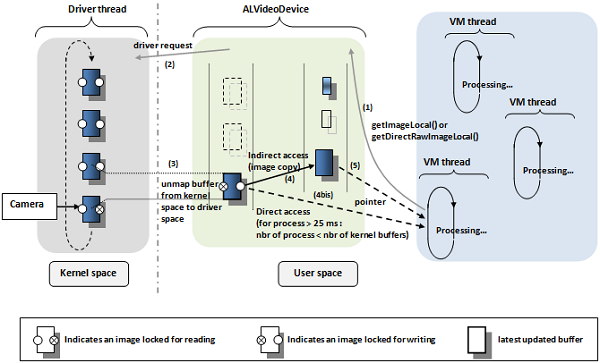 Driver thread
ALVideoDevice
VM thread
Processing...
VM thread
Processing...
VM thread
Processing...
driver request
(2)
(1)
getImageLocal() or
getDirectRawImageLocal()
(3)
Indirect access
(image copy)
(4)
(5)
(4bis)
pointer
unmap buffer
from kernel
space to driver
space
Direct access
(for process > 25 ms :
nbr of process < nbr of kernel buffers)
Camera
Kernel space
User space
Indicates an image locked for reading
Indicates an image locked for writing
latest updated buffer